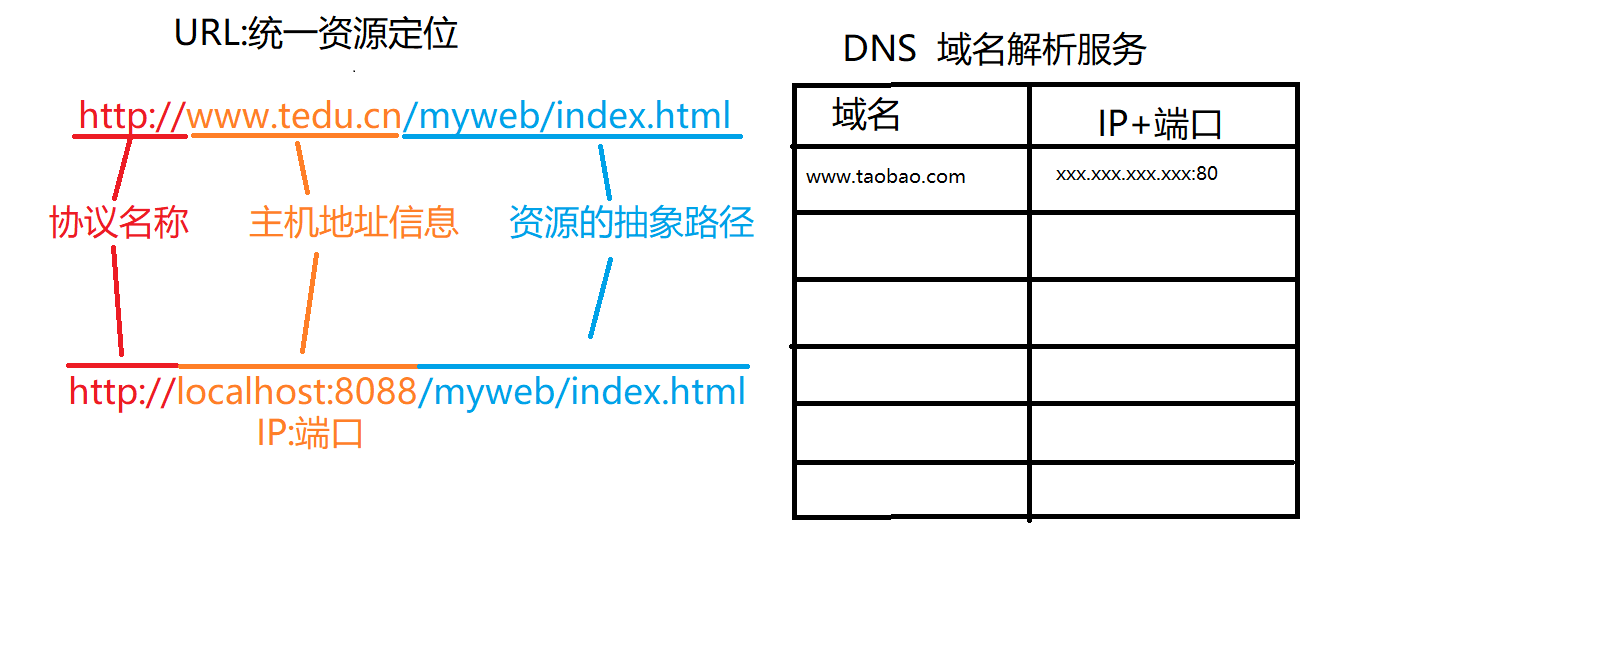 URL:统一资源定位
http://www.tedu.cn/myweb/index.html
协议名称 主机地址信息 资源的抽象路径
http://localhost:8088/myweb/index.html
IP:端口
DNS 域名解析服务
域名 IP+端口
www.taobao.com xxx.xxx.xxx.xxx:80